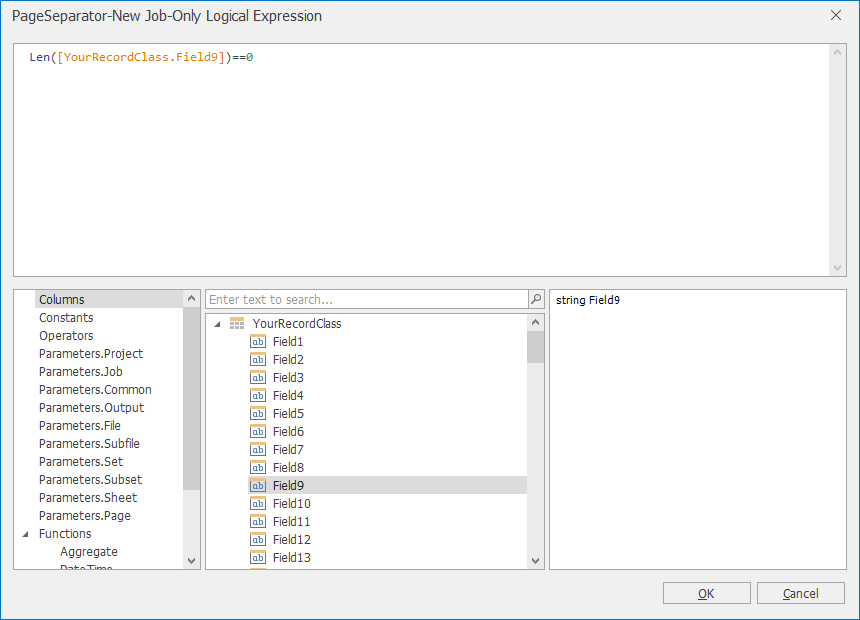 PageSeparator-New Job-Only Logical Expression
Len([YourRecordClass.Field9])==0
Columns
Constants
Operators
Parameters.Project
Parameters.Job
Parameters.Common
Parameters.Output
Parameters.File
Parameters.Subfile
Parameters.Set
Parameters.Subset
Parameters.Sheet
Parameters.Page
Functions
Aggregate
DateTime
Enter text to search...
YourRecordClass
ab Field1
ab Field2
ab Field3
ab Field4
ab Field5
ab Field6
ab Field7
ab Field8
ab Field9
ab Field10
ab Field11
ab Field12
ab Field13
string Field9
OK
Cancel